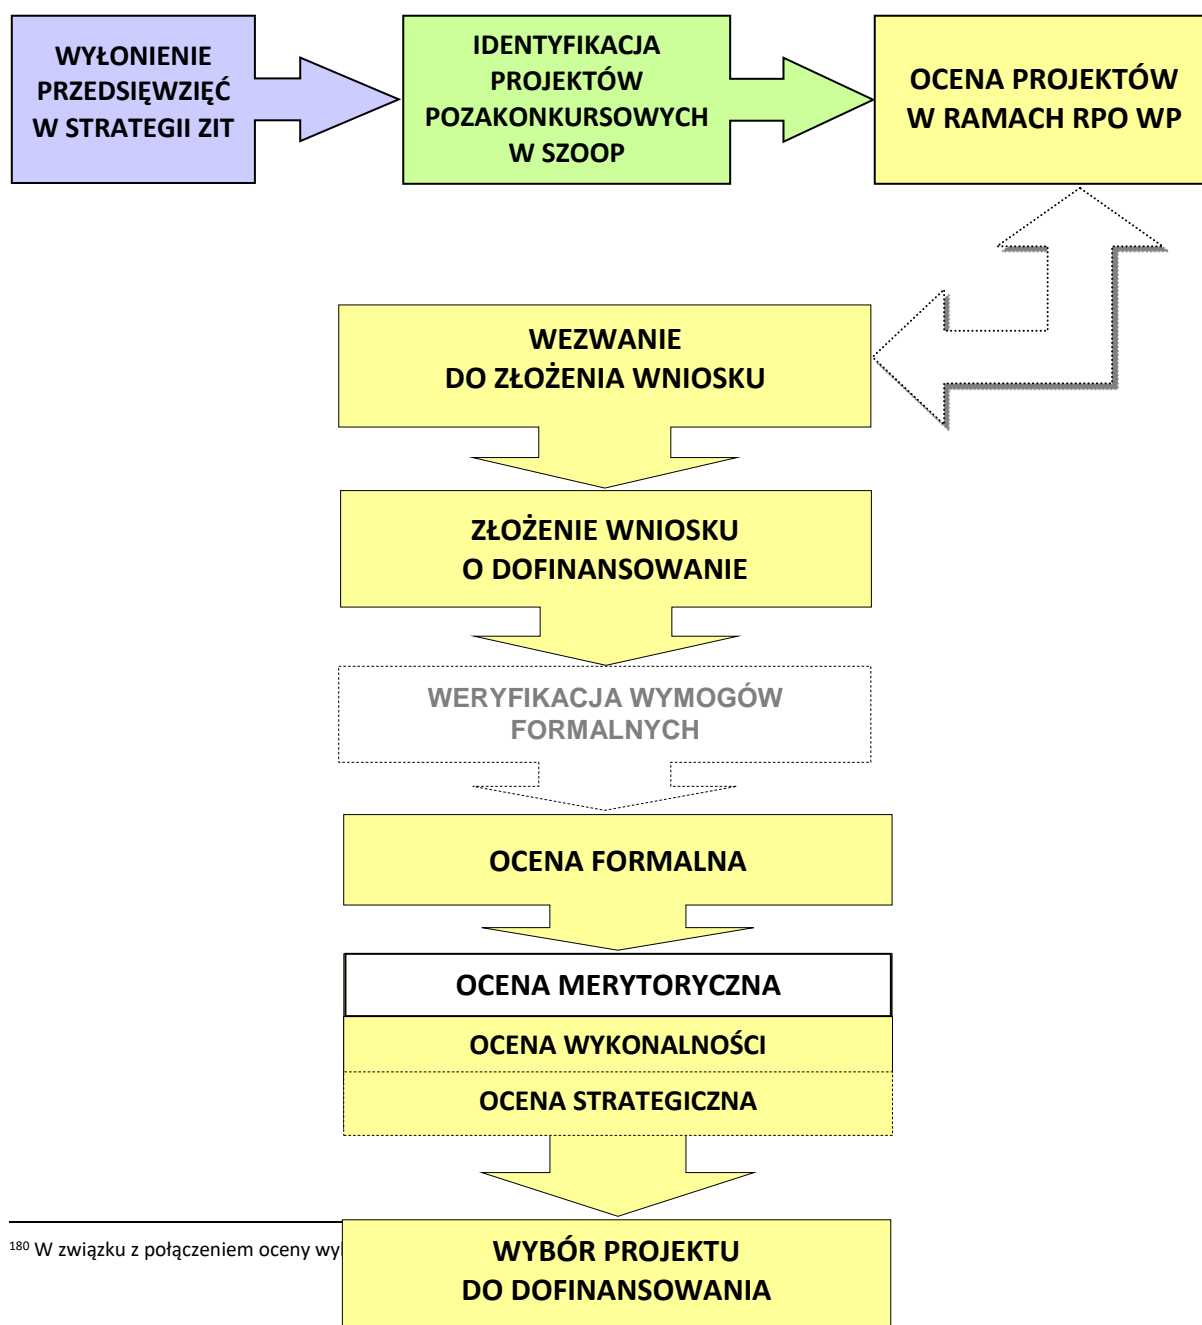 WYŁONIENIE
PRZEDSIĘWZIĘĆ
W STRATEGII ZIT
IDENTYFIKACJA
PROJEKTÓW
POZAKONKURSOWYCH
W SZOOP
OCENA PROJEKTÓW
W RAMACH RPO WP
WEZWANIE
DO ZŁOŻENIA WNIOSKU
ZŁOŻENIE WNIOSKU
O DOFINANSOWANIE
WERYFIKACJA WYMOGÓW
FORMALNYCH
OCENA FORMALNA
OCENA MERYTORYCZNA
OCENA WYKONALNOŚCI
OCENA STRATEGICZNA
180 W związku z połączeniem oceny
WYBÓR PROJEKTU
DO DOFINANSOWANIA